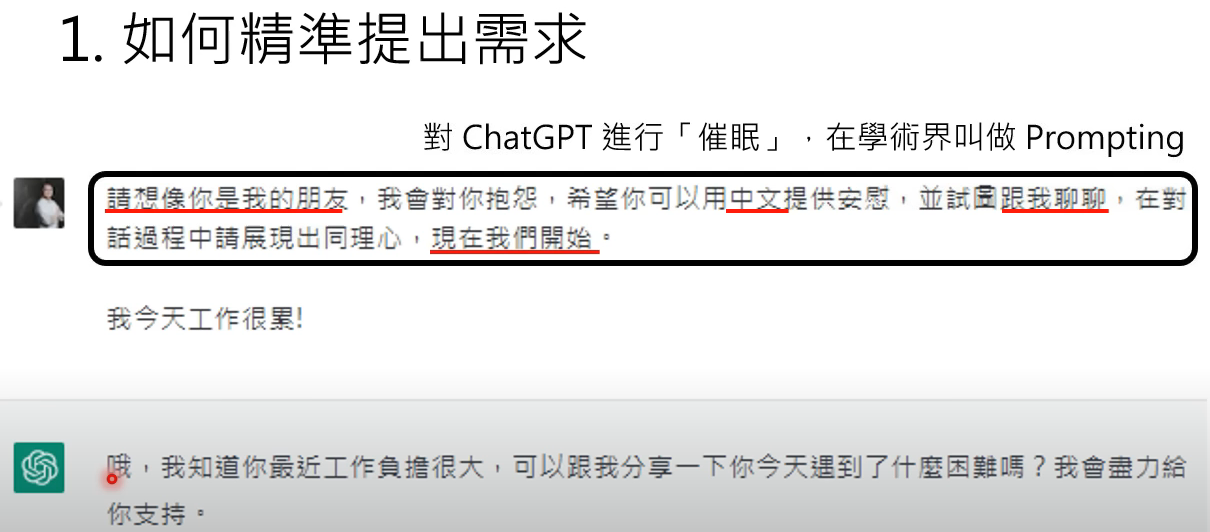 1. 如何精準提出需求
對 ChatGPT 進行「催眠」，在學術界叫做 Prompting
請想像你是我的朋友，我會對你抱怨，希望你可以用中文提供安慰，並試圖跟我聊聊，在對
話過程中請展現出同理心，現在我們開始。
我今天工作很累!
哦，我知道你最近工作負擔很大，可以跟我分享一下你今天遇到了什麼困難嗎？我會盡力給
你支持。